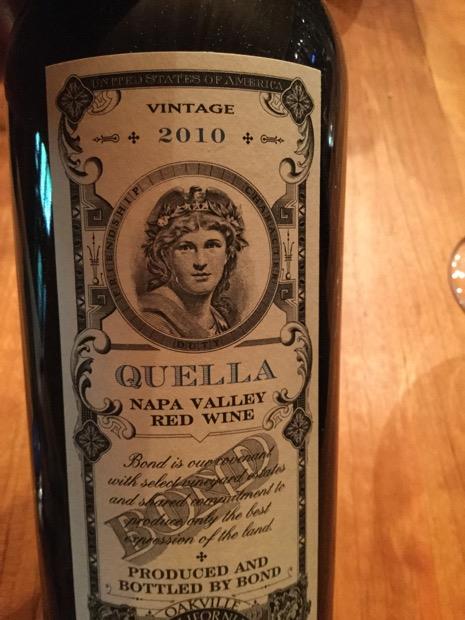 UNITED STATES OF AMERICA
VINTAGE
2010
FRIENDSHIP
CHARACTER
DUTY
QUELLA
NAPA VALLEY
RED WINE
BOND
Bond is our covenant
with select vineyard estates
and shared commitment to
produce only the best
expression of the land.
PRODUCED AND
BOTTLED BY BOND
OAKVILLE
CALIFORNIA